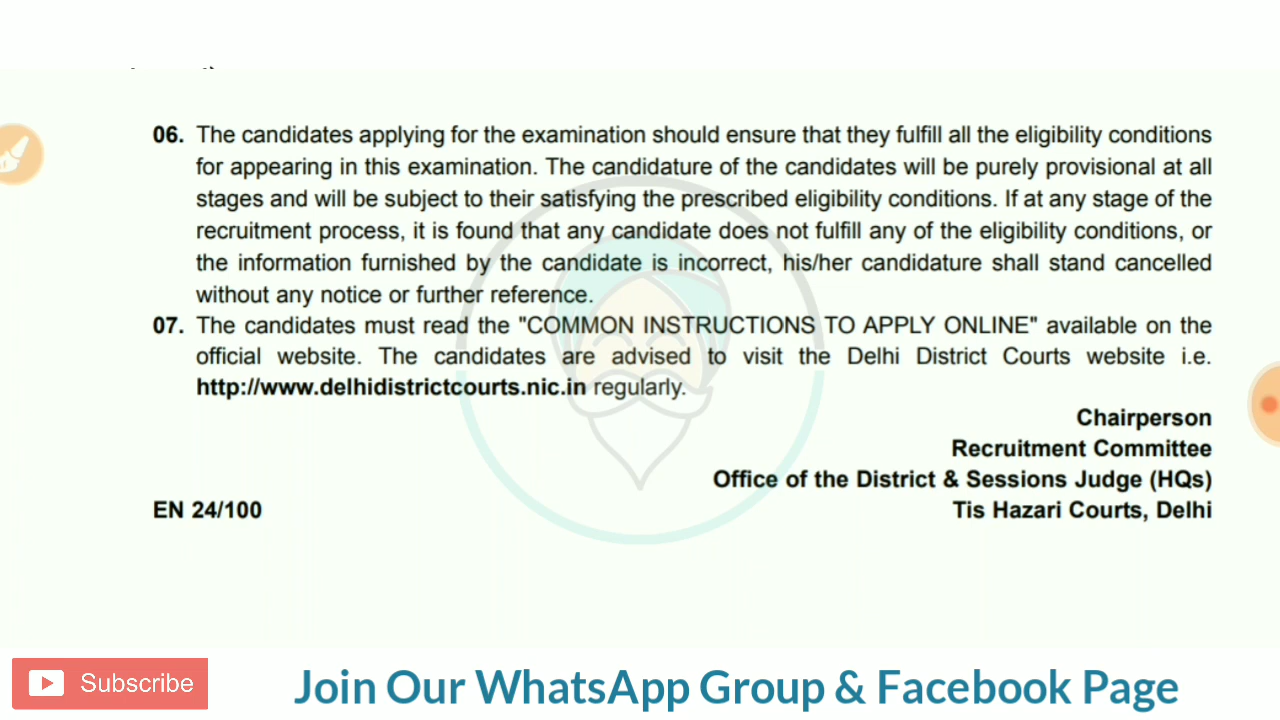 06. The candidates applying for the examination should ensure that they fulfill all the eligibility conditions
for appearing in this examination. The candidature of the candidates will be purely provisional at all
stages and will be subject to their satisfying the prescribed eligibility conditions. If at any stage of the
recruitment process, it is found that any candidate does not fulfill any of the eligibility conditions, or
the information furnished by the candidate is incorrect, his/her candidature shall stand cancelled
without any notice or further reference.
07. The candidates must read the "COMMON INSTRUCTIONS TO APPLY ONLINE" available on the
official website. The candidates are advised to visit the Delhi District Courts website i.e.
http://www.delhidistrictcourts.nic.in regularly.
Chairperson
Recruitment Committee
Office of the District & Sessions Judge (HQs)
EN 24/100 Tis Hazari Courts, Delhi
Subscribe
Join Our WhatsApp Group & Facebook Page